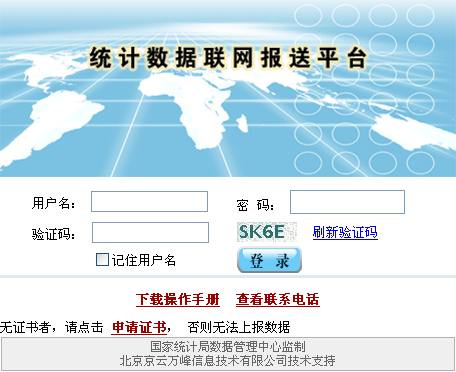 统计数据联网报送平台
用户名： 密 码：
验证码： SK6E 刷新验证码
记住用户名 登 录
下载操作手册 查看联系电话
无证书者，请点击 申请证书， 否则无法上报数据
国家统计局数据管理中心监制
北京京云万峰信息技术有限公司技术支持